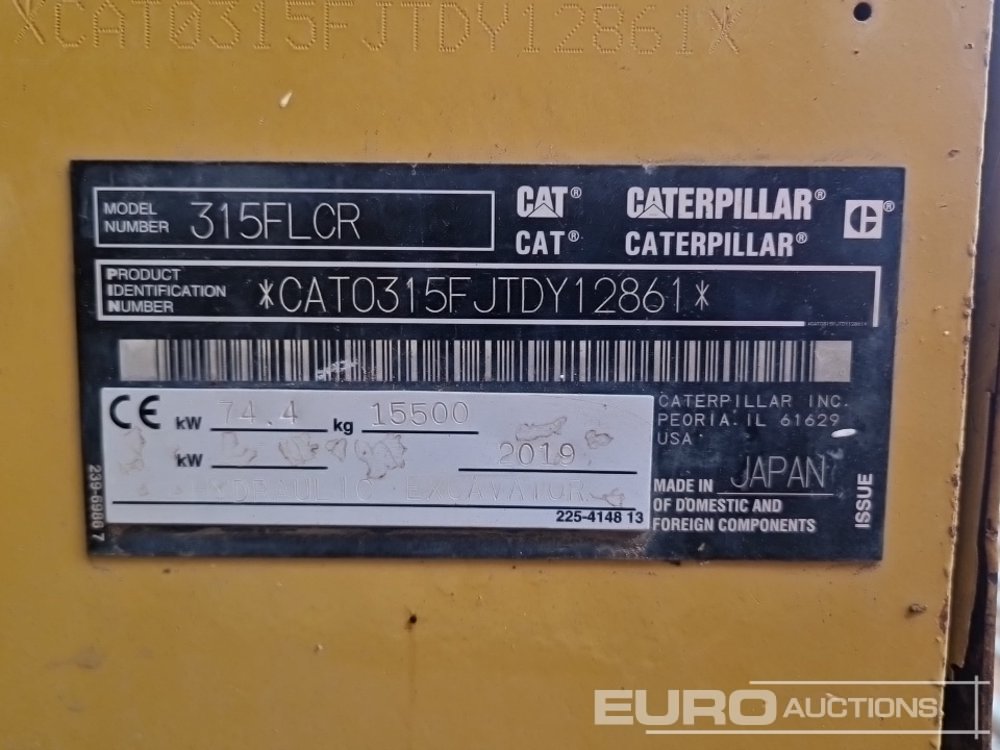 *CAT0315FJTDY12861*
MODEL NUMBER 315FLCR
CAT® CATERPILLAR®
CAT® CATERPILLAR®
PRODUCT IDENTIFICATION NUMBER *CAT0315FJTDY12861*
*CAT0315FJTDY12861*
CE kW 74.4 kg 15500
kW 2019
HYDRAULIC EXCAVATOR
225-4148 13
CATERPILLAR INC.
PEORIA IL 61629
USA
MADE IN JAPAN
OF DOMESTIC AND
FOREIGN COMPONENTS
ISSUE
239-6986 7
EURO AUCTIONS